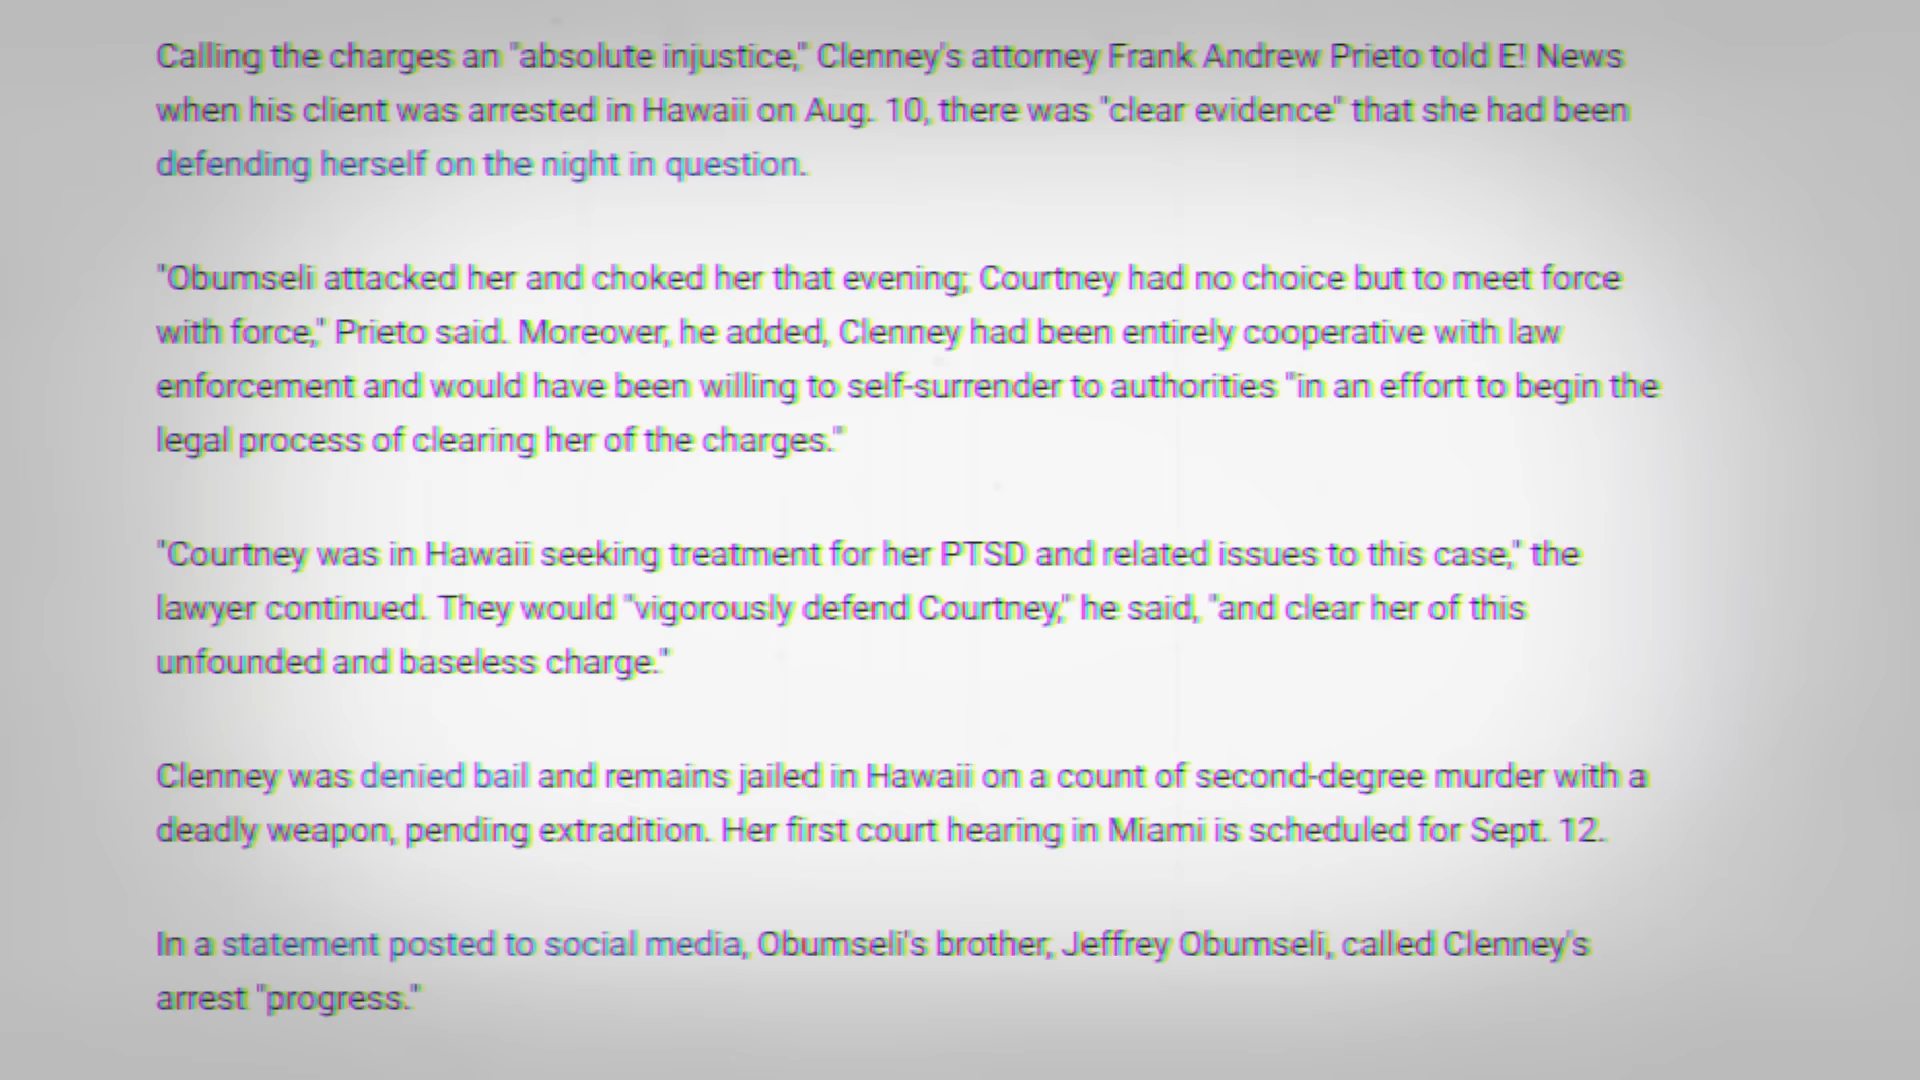 Calling the charges an "absolute injustice," Clenney's attorney Frank Andrew Prieto told E! News
when his client was arrested in Hawaii on Aug. 10, there was "clear evidence" that she had been
defending herself on the night in question.
"Obumseli attacked her and choked her that evening; Courtney had no choice but to meet force
with force," Prieto said. Moreover, he added, Clenney had been entirely cooperative with law
enforcement and would have been willing to self-surrender to authorities "in an effort to begin the
legal process of clearing her of the charges."
"Courtney was in Hawaii seeking treatment for her PTSD and related issues to this case," the
lawyer continued. They would "vigorously defend Courtney," he said, "and clear her of this
unfounded and baseless charge."
Clenney was denied bail and remains jailed in Hawaii on a count of second-degree murder with a
deadly weapon, pending extradition. Her first court hearing in Miami is scheduled for Sept. 12.
In a statement posted to social media, Obumseli's brother, Jeffrey Obumseli, called Clenney's
arrest "progress."